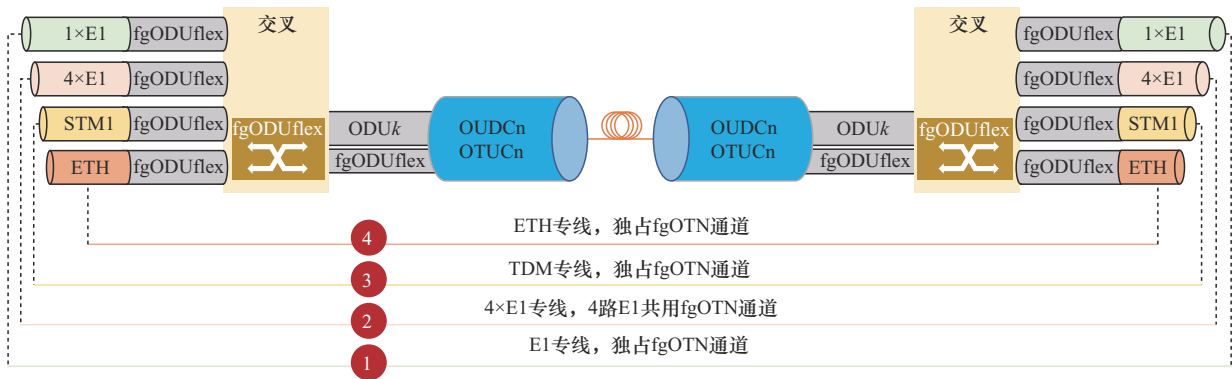 1×E1 fgODUflex
交叉
4×E1 fgODUflex
STM1 fgODUflex
ETH fgODUflex
fgODUflex
ODUk
fgODUflex
OUDCn
OTUCn
OUDCn
OTUCn
ODUk
fgODUflex
交叉
fgODUflex
fgODUflex 1×E1
fgODUflex 4×E1
fgODUflex STM1
fgODUflex ETH
4 ETH专线，独占fgOTN通道
3 TDM专线，独占fgOTN通道
2 4×E1专线，4路E1共用fgOTN通道
1 E1专线，独占fgOTN通道